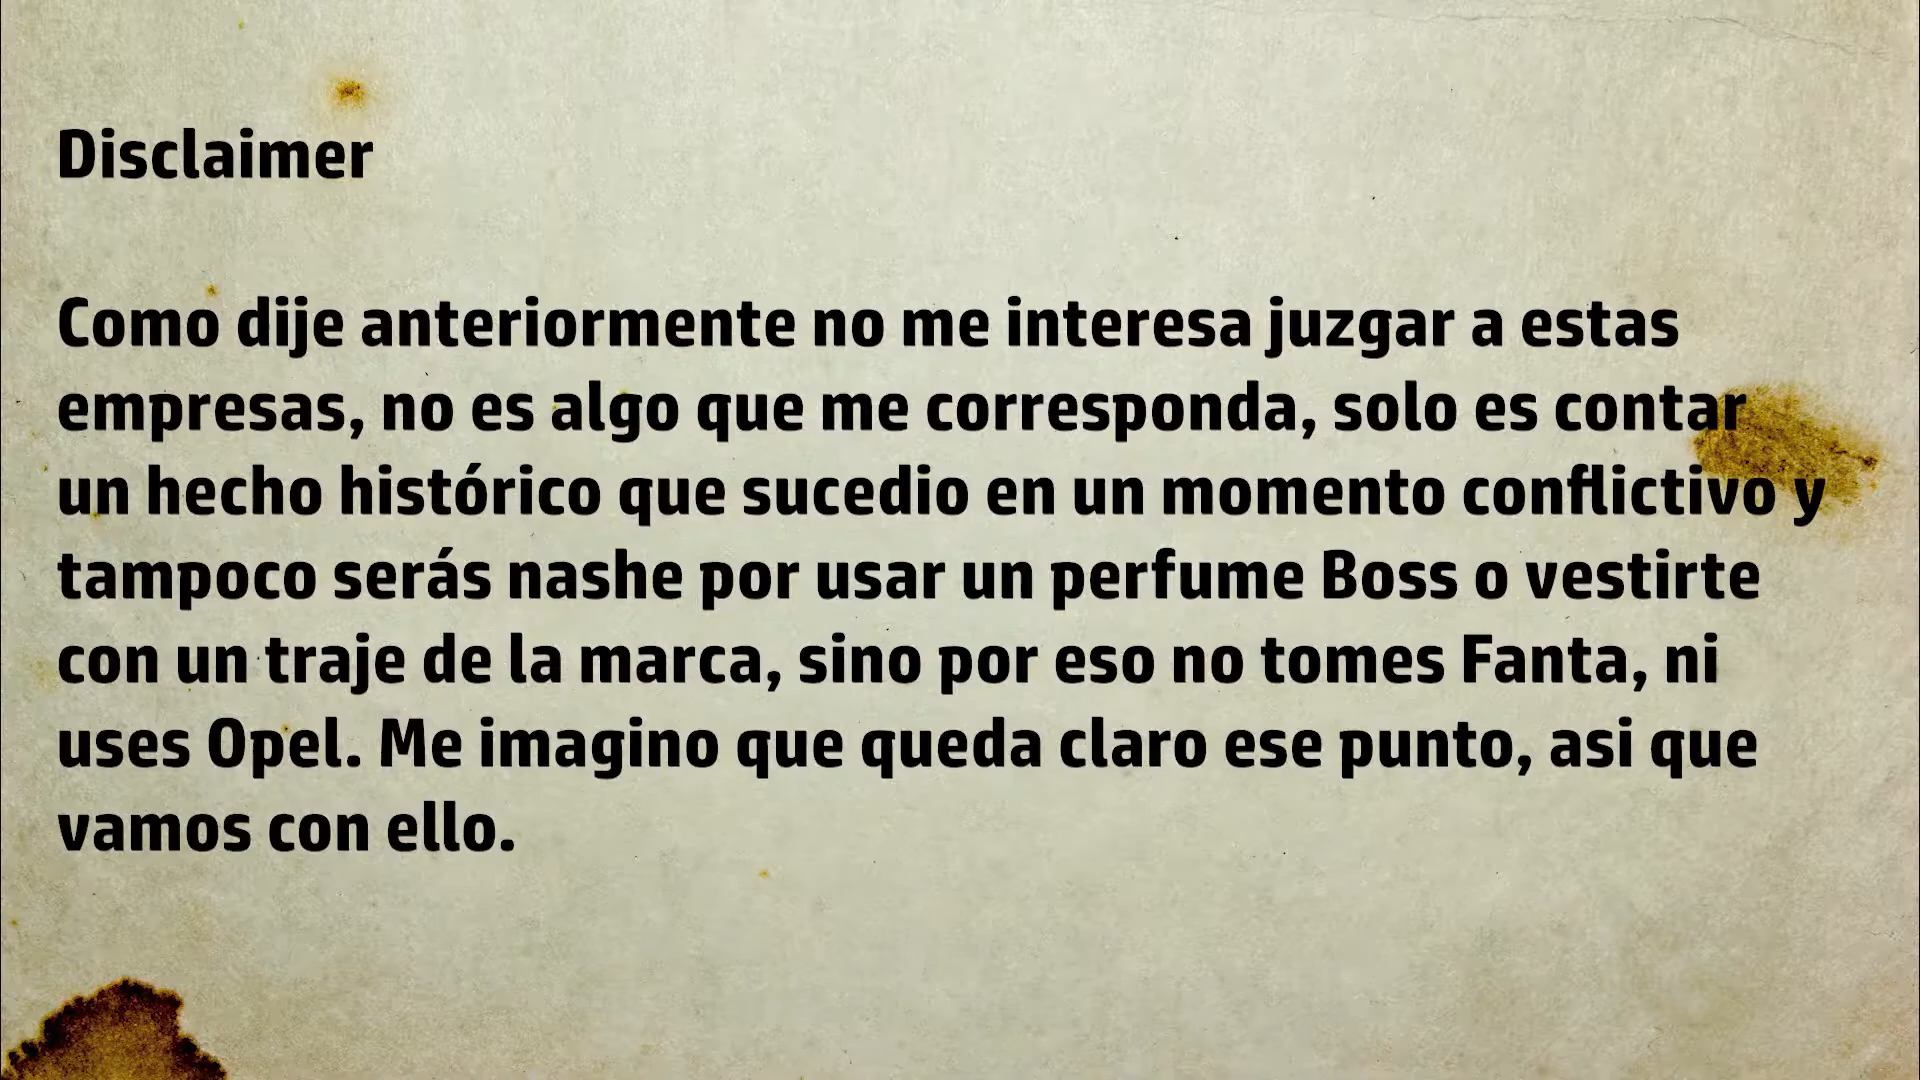 Disclaimer
Como dije anteriormente no me interesa juzgar a estas
empresas, no es algo que me corresponda, solo es contar
un hecho histórico que sucedio en un momento conflictivo y
tampoco serás nashe por usar un perfume Boss o vestirte
con un traje de la marca, sino por eso no tomes Fanta, ni
uses Opel. Me imagino que queda claro ese punto, asi que
vamos con ello.